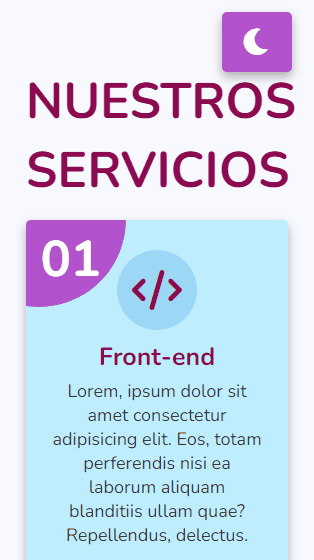 NUESTROS
SERVICIOS
01
</>
Front-end
Lorem, ipsum dolor sit
amet consectetur
adipisicing elit. Eos, totam
perferendis nisi ea
laborum aliquam
blanditiis ullam quae?
Repellendus, delectus.